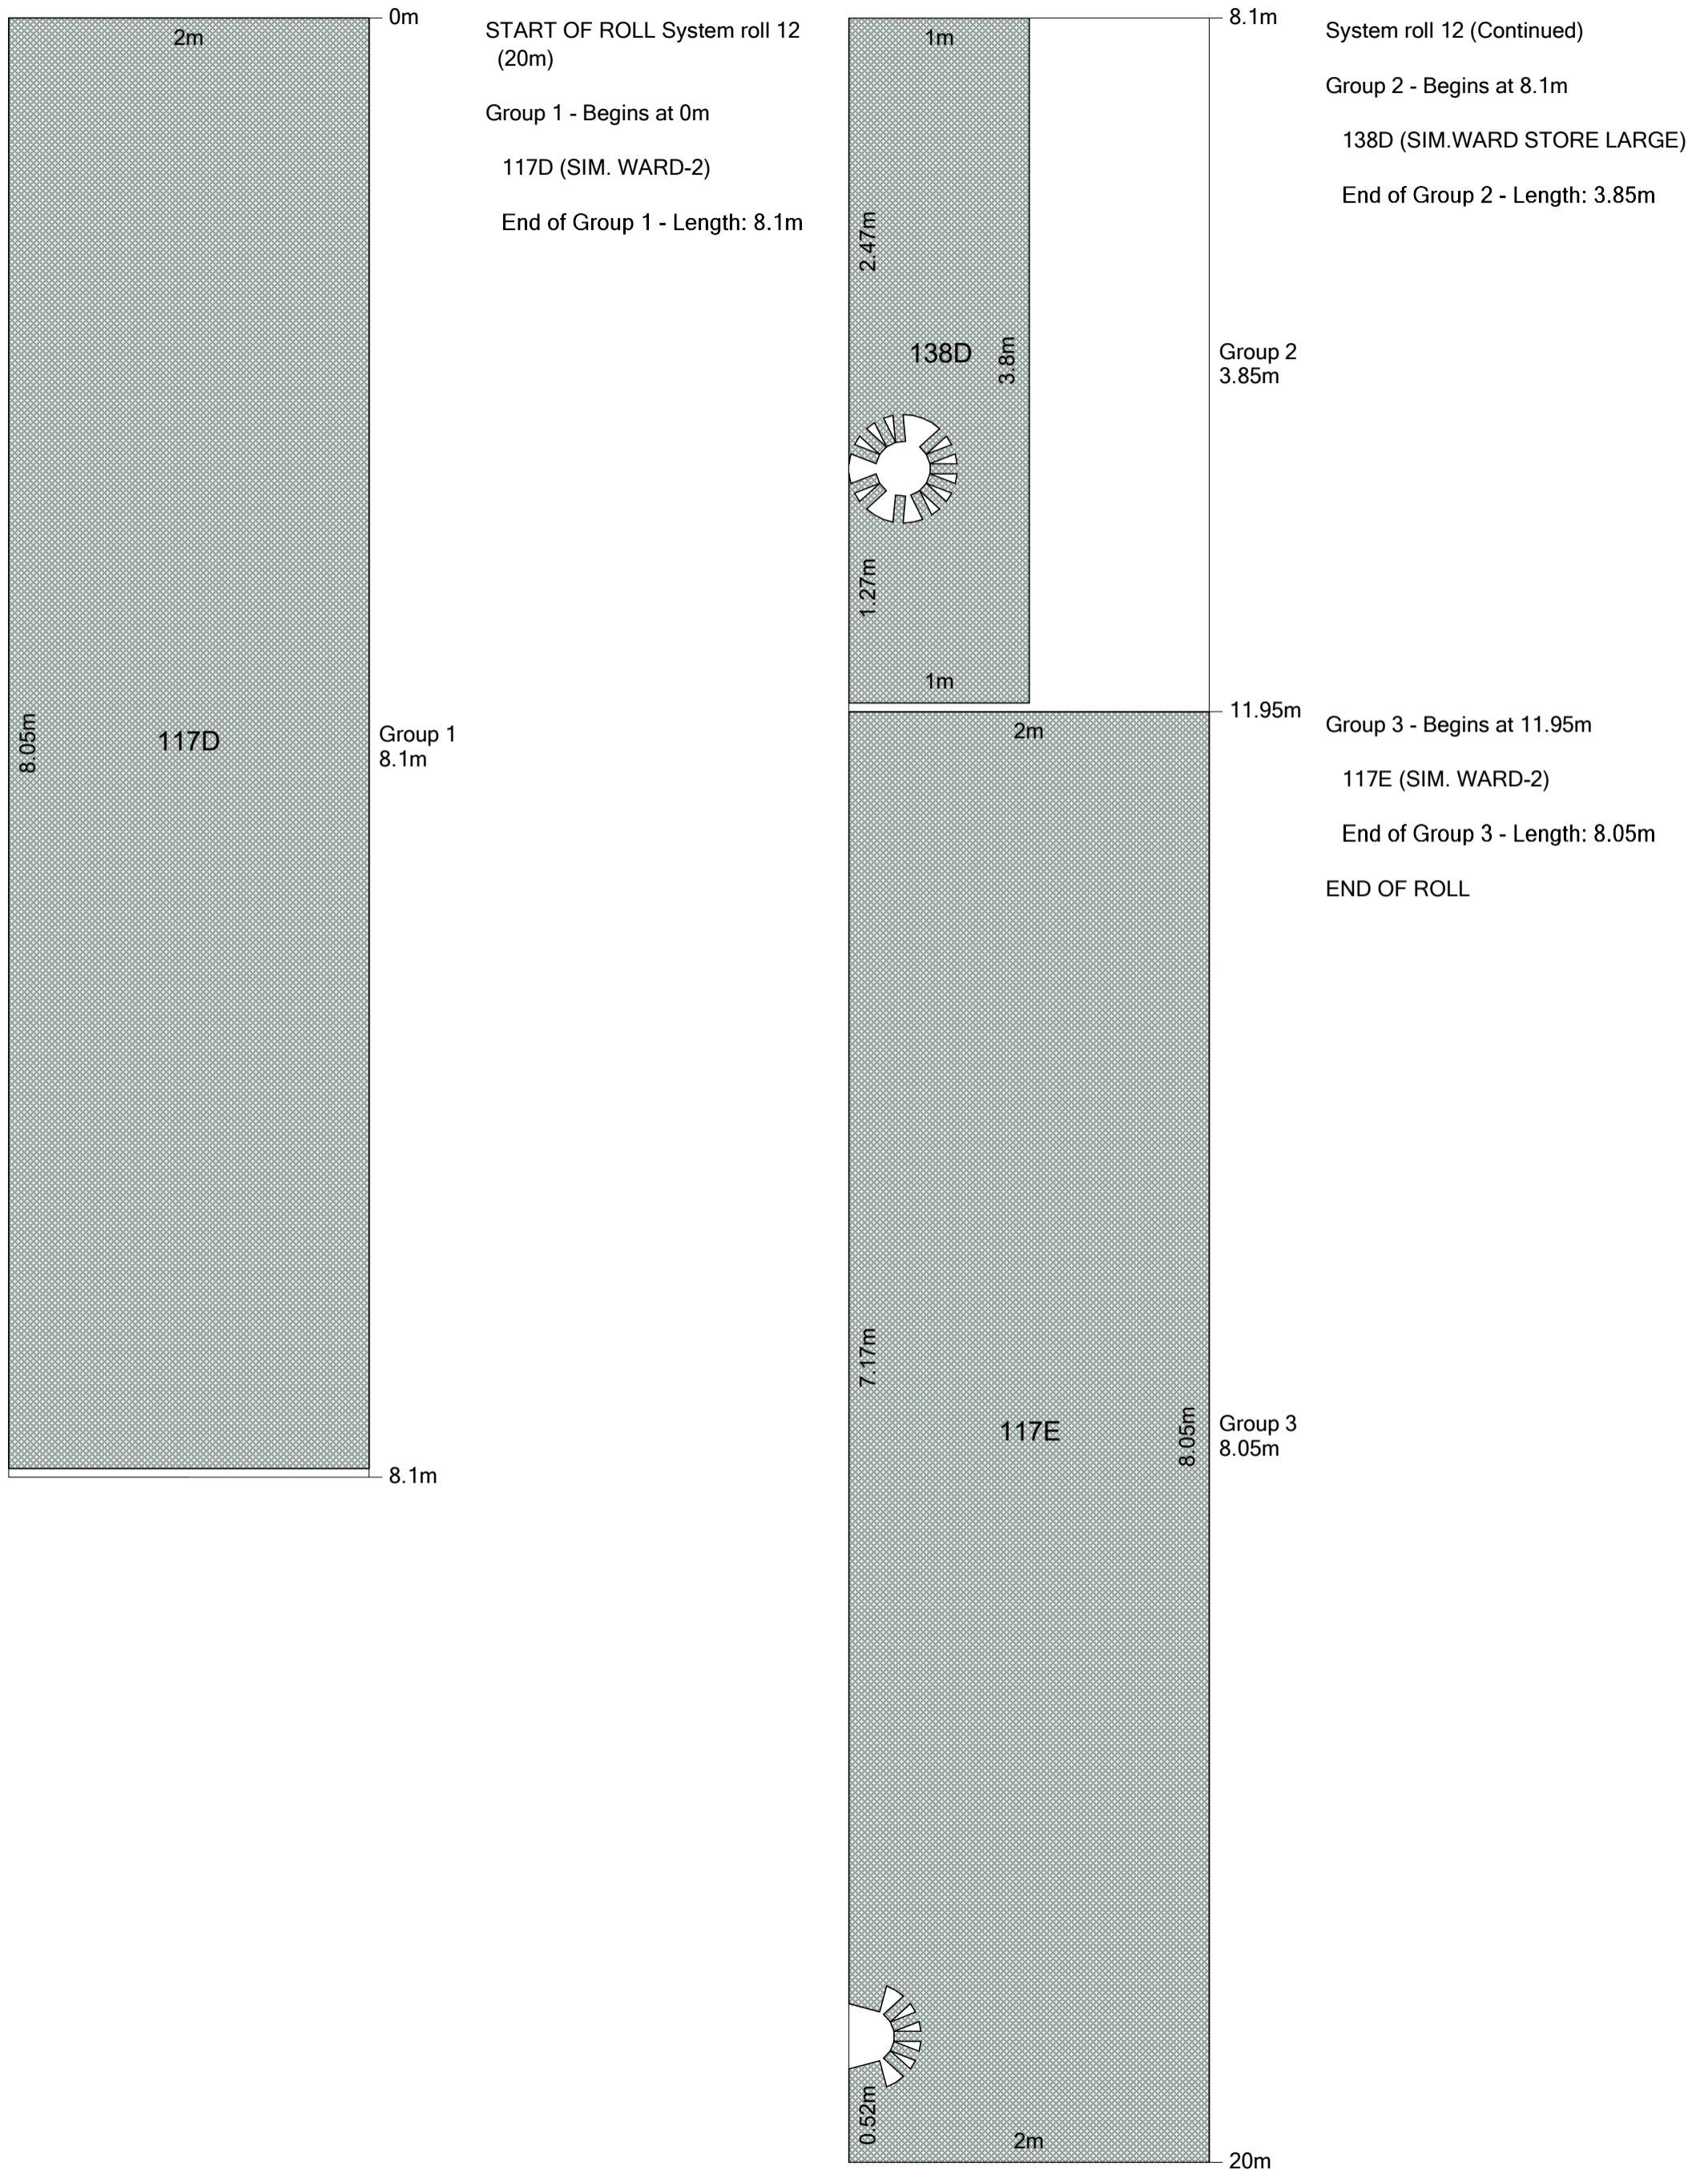 0m
2m
START OF ROLL System roll 12
(20m)
Group 1 - Begins at 0m
117D (SIM. WARD-2)
End of Group 1 - Length: 8.1m
8.05m
117D
Group 1
8.1m
8.1m
8.1m
1m
System roll 12 (Continued)
Group 2 - Begins at 8.1m
138D (SIM.WARD STORE LARGE)
End of Group 2 - Length: 3.85m
2.47m
138D
3.8m
Group 2
3.85m
1.27m
1m
11.95m
2m
Group 3 - Begins at 11.95m
117E (SIM. WARD-2)
End of Group 3 - Length: 8.05m
END OF ROLL
7.17m
117E
8.05m
Group 3
8.05m
0.52m
2m
20m